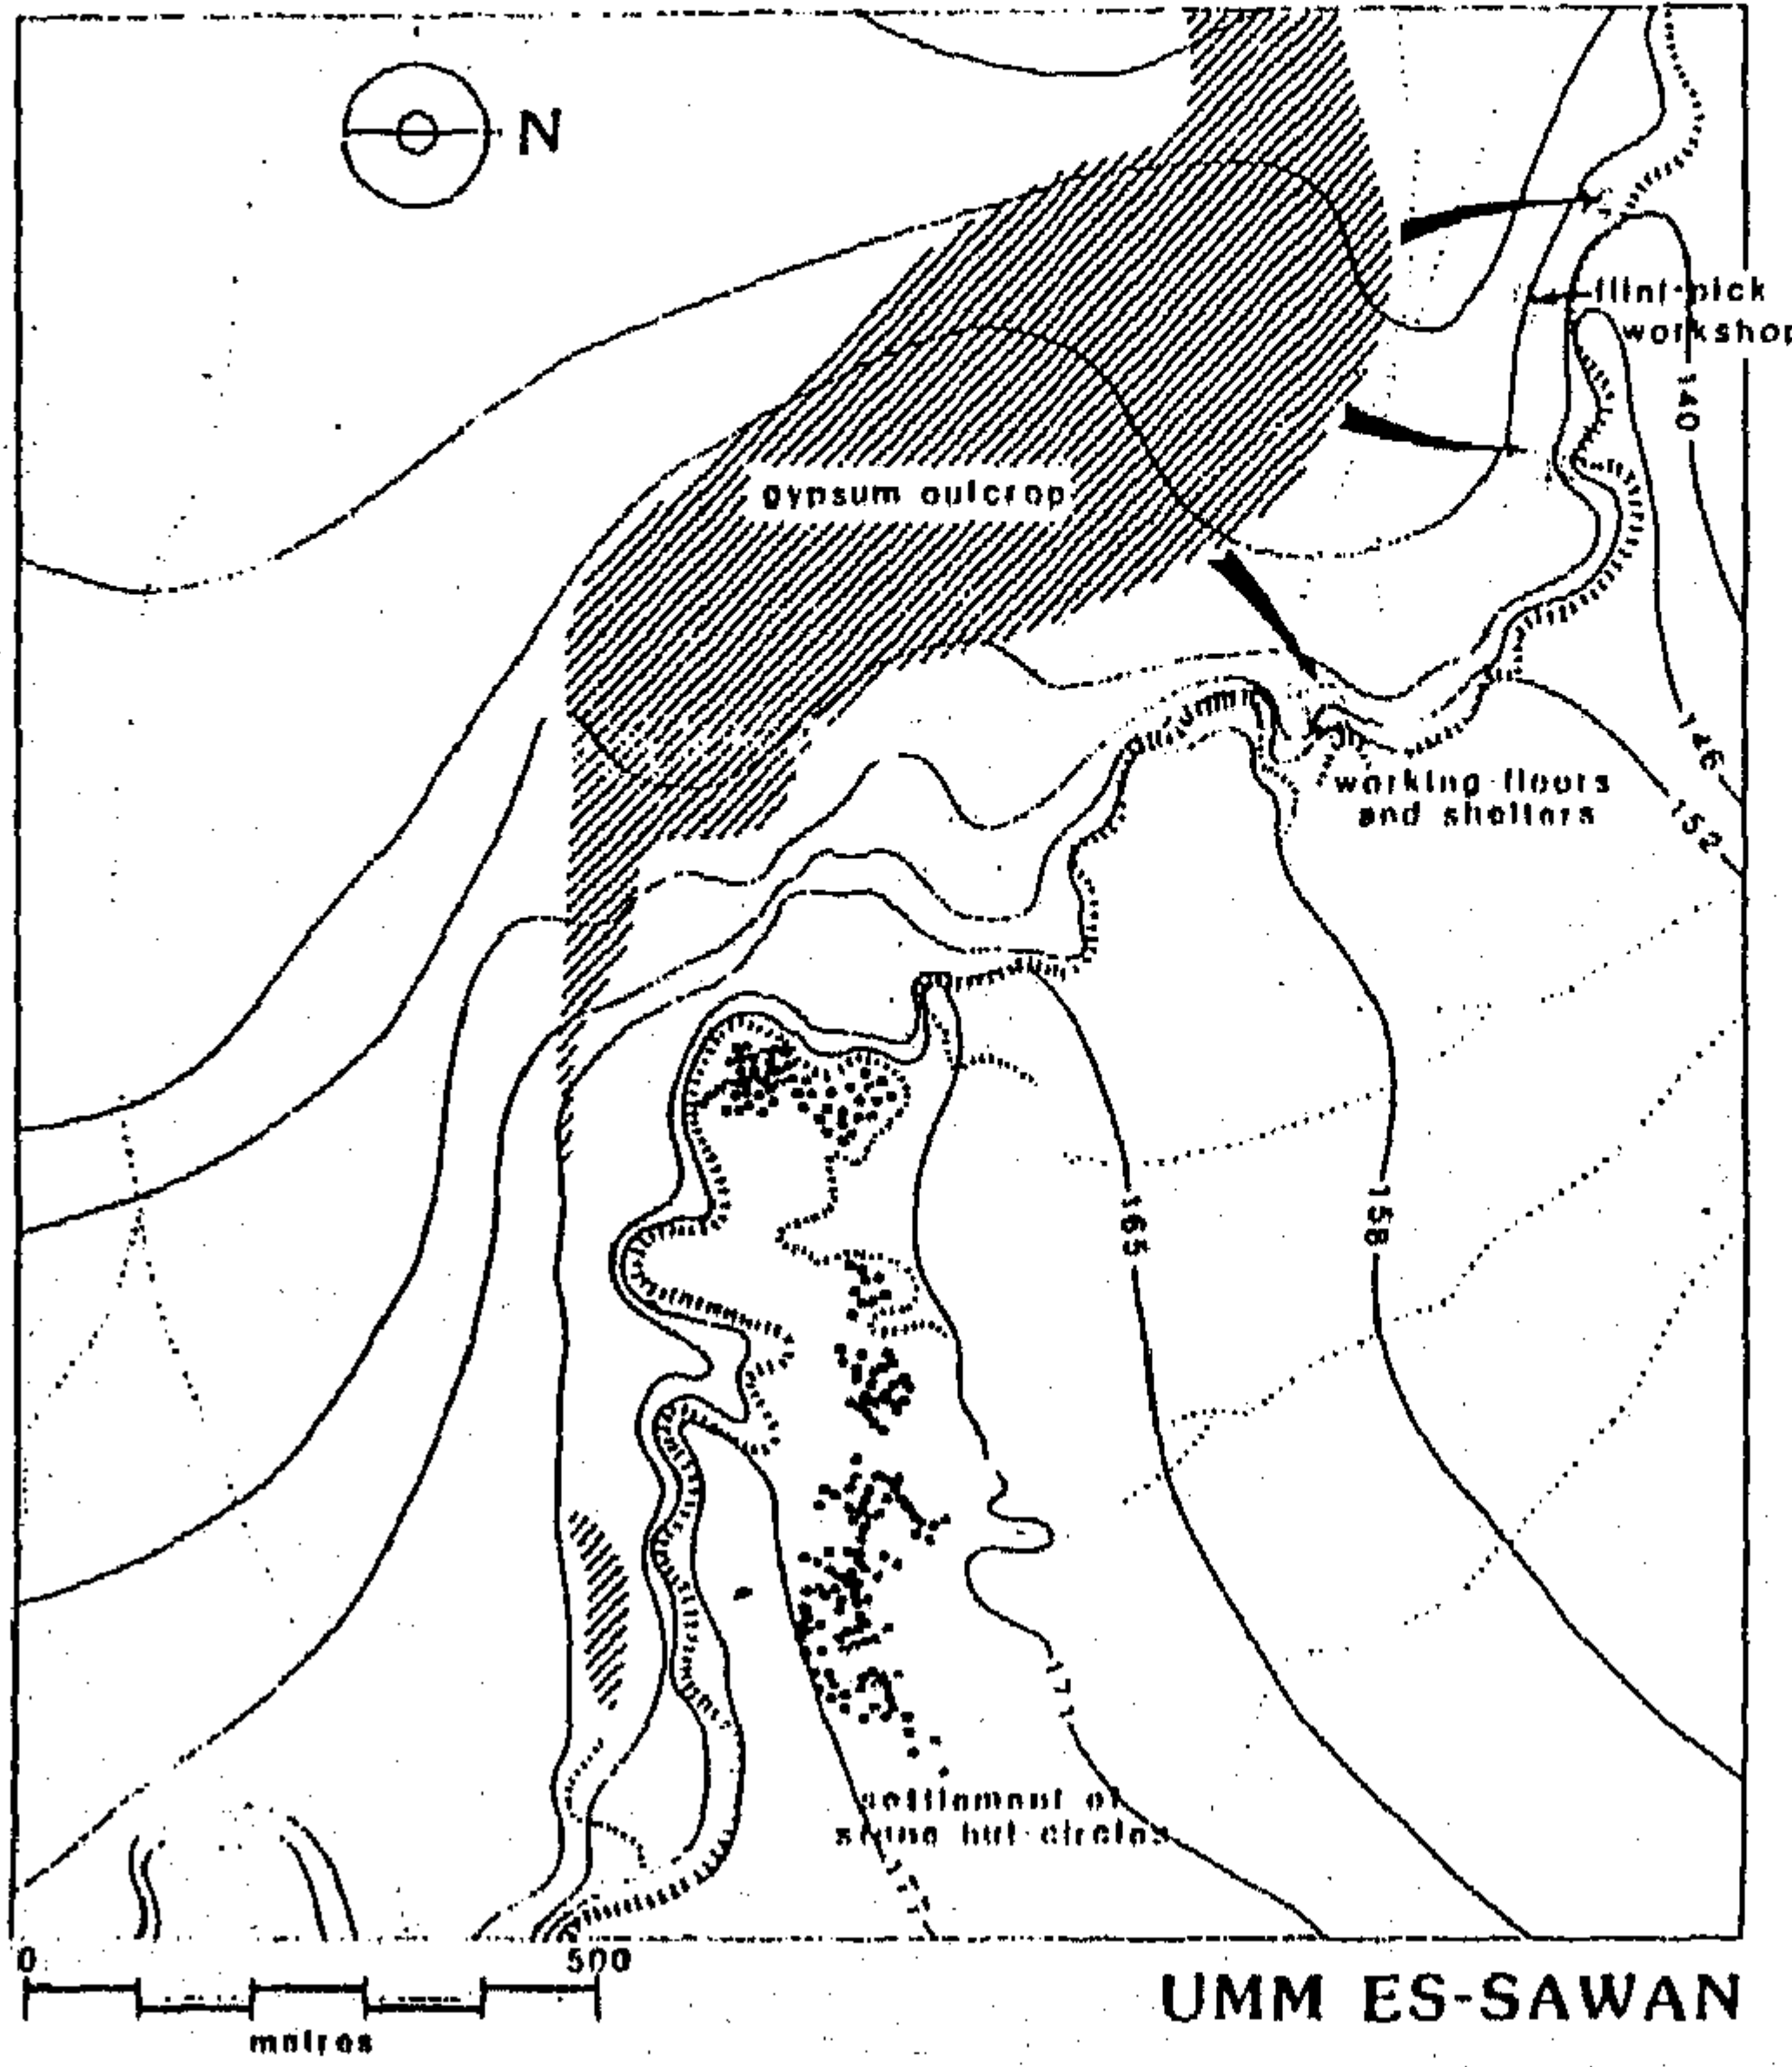 N
flint-pick
workshop
140
gypsum outcrop
146
working floors
and shelters
152
165
158
171
settlement of
stone hut-circles
177
0
500
metres
UMM ES-SAWAN